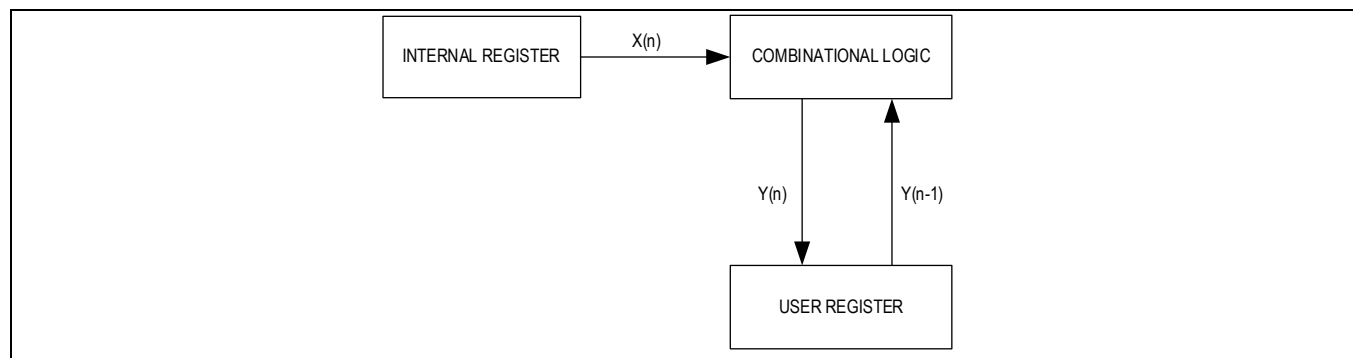 INTERNAL REGISTER
X(n)
COMBINATIONAL LOGIC
Y(n)
Y(n-1)
USER REGISTER